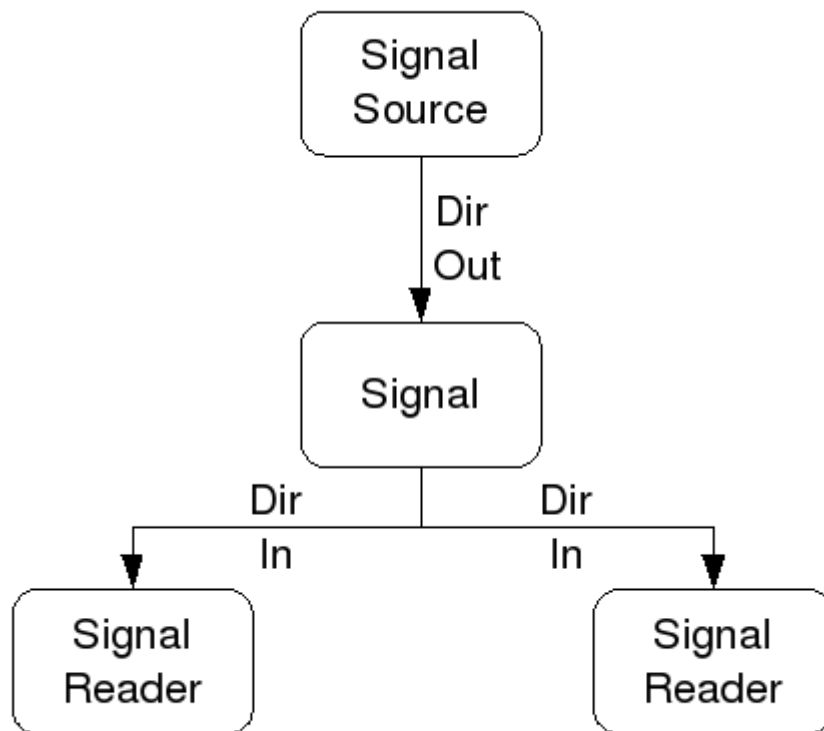 Signal
Source
Dir
Out
Signal
Dir
In
Dir
In
Signal
Reader
Signal
Reader